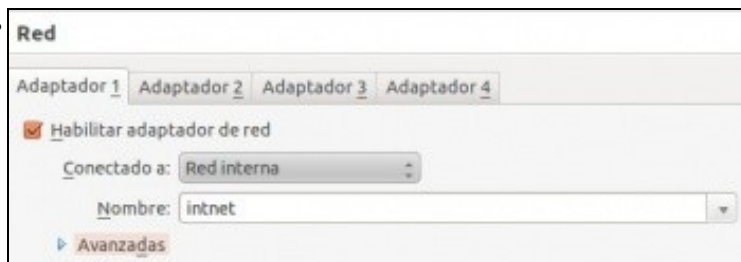 Red
Adaptador 1 Adaptador 2 Adaptador 3 Adaptador 4
Habilitar adaptador de red
Conectado a: Red interna
Nombre: intnet
Avanzadas